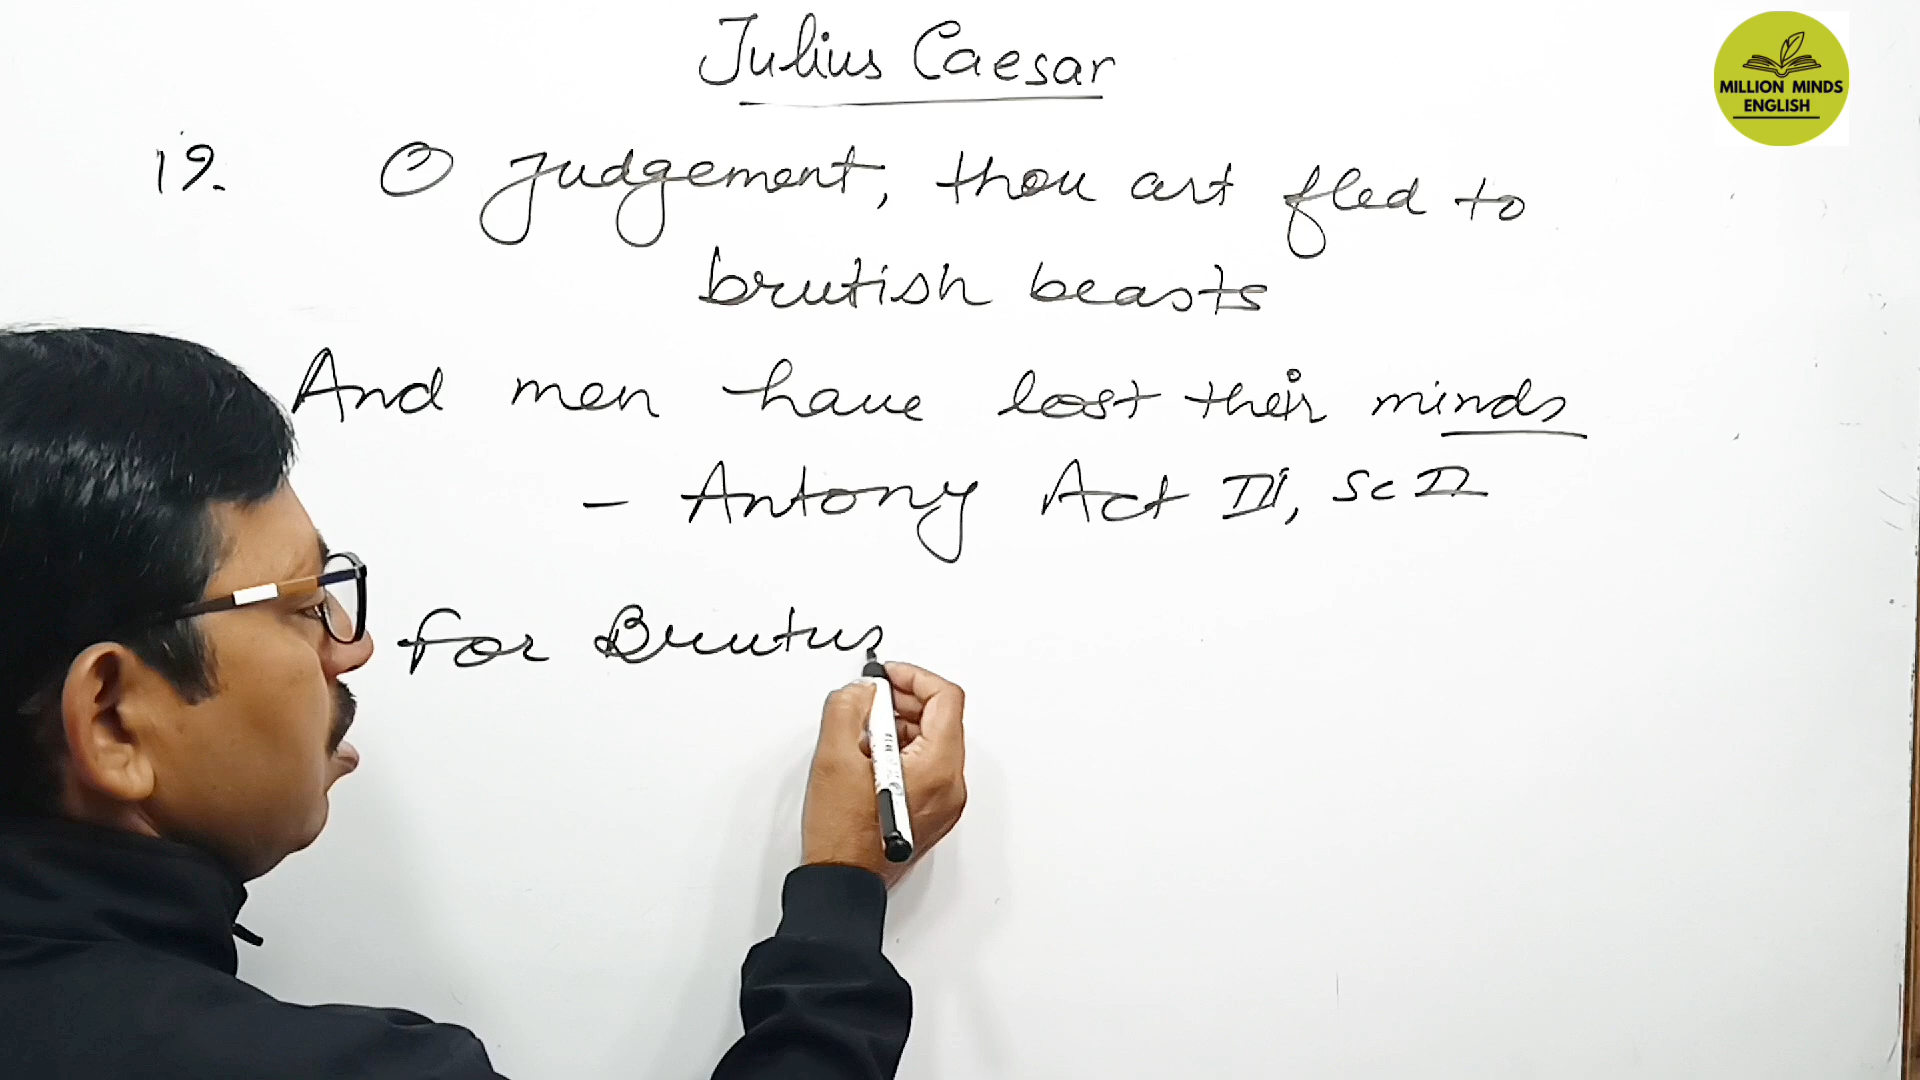 Julius Caesar
MILLION MINDS
ENGLISH
19. O Judgement, thou art fled to
brutish beasts
And men have lost their minds
- Antony Act III, Sc II
For Brutus